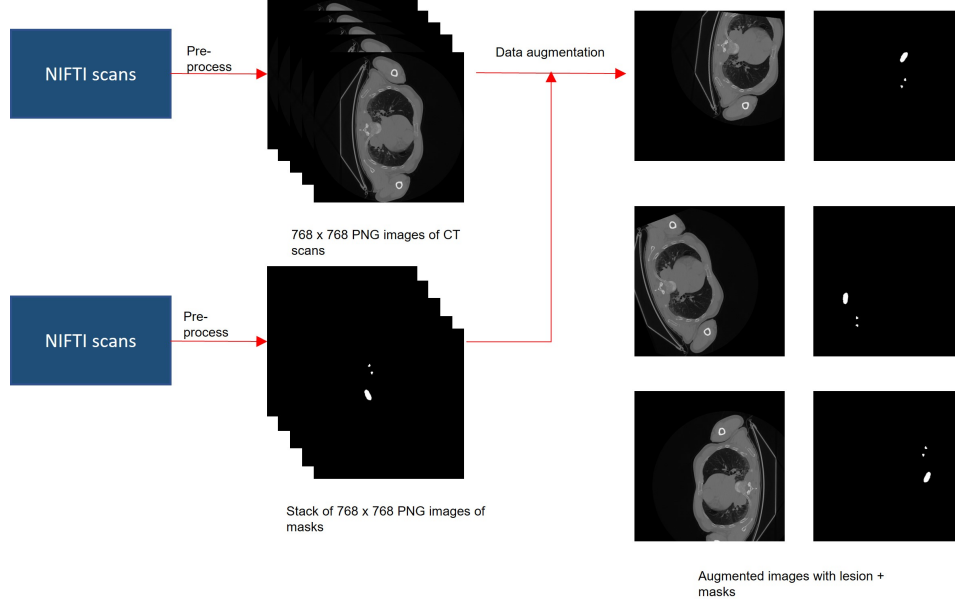 NIFTI scans
Pre-
process
Data augmentation
768 x 768 PNG images of CT
scans
NIFTI scans
Pre-
process
Stack of 768 x 768 PNG images of
masks
Augmented images with lesion +
masks